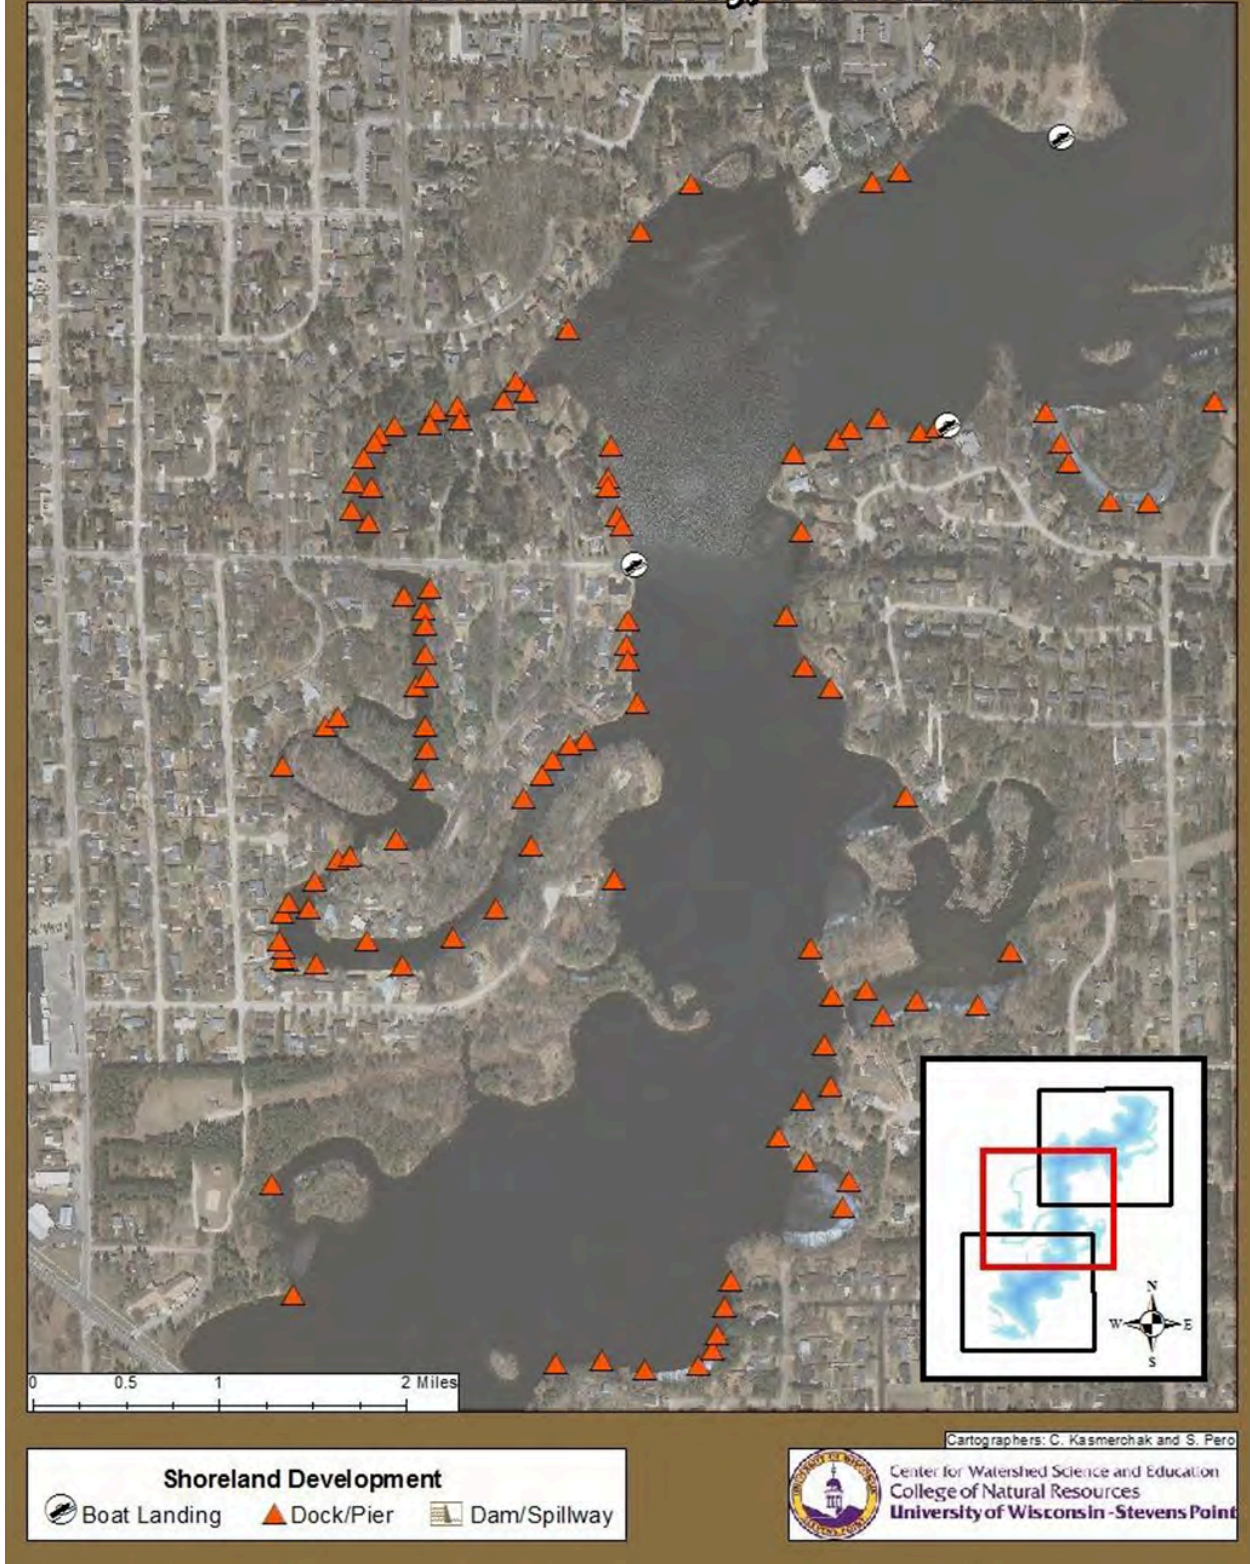 0 0.5 1 2 Miles
N
W E
S
Cartographers: C. Kasmerchak and S. Pero
Shoreland Development
Boat Landing Dock/Pier Dam/Spillway
Center for Watershed Science and Education
College of Natural Resources
University of Wisconsin-Stevens Point